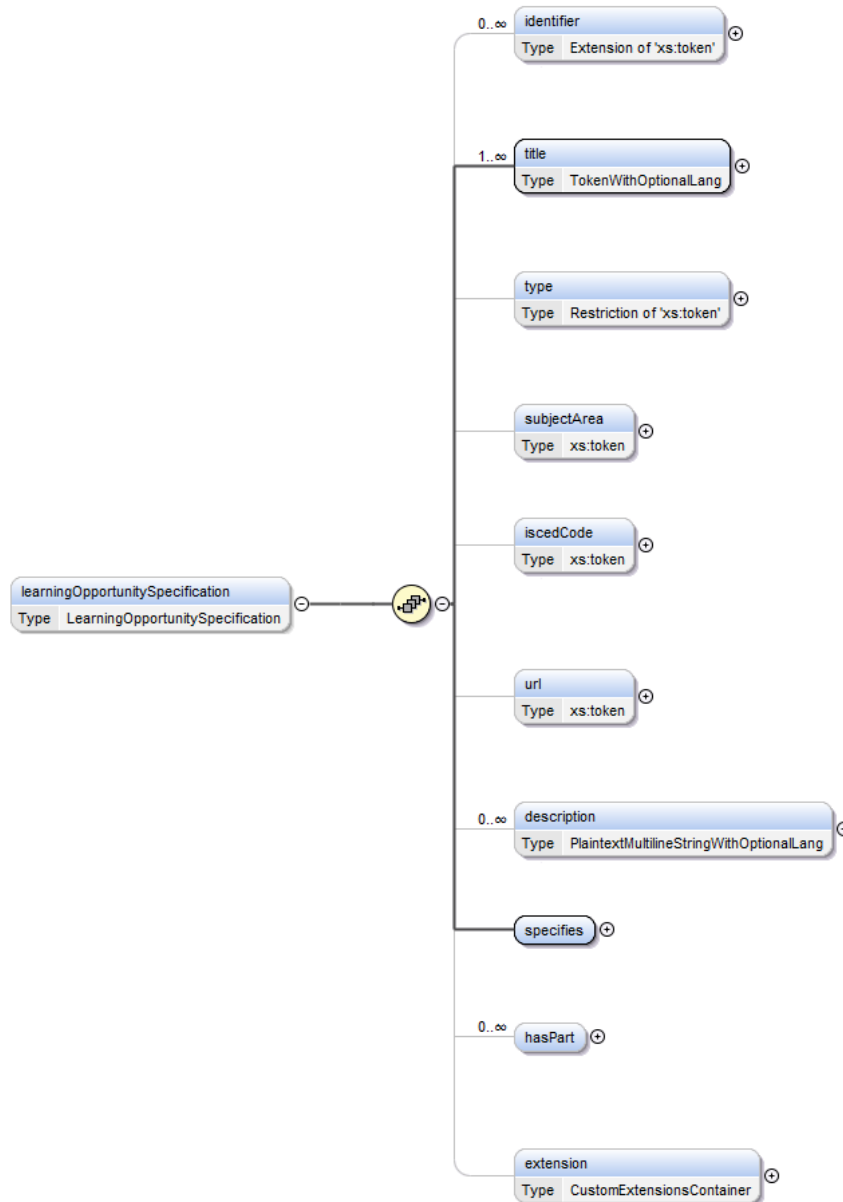 0..∞
identifier
Type Extension of 'xs:token'
1..∞
title
Type TokenWithOptionalLang
type
Type Restriction of 'xs:token'
subjectArea
Type xs:token
iscedCode
Type xs:token
learningOpportunitySpecification
Type LearningOpportunitySpecification
url
Type xs:token
0..∞
description
Type PlaintextMultilineStringWithOptionalLang
specifies
0..∞
hasPart
extension
Type CustomExtensionsContainer